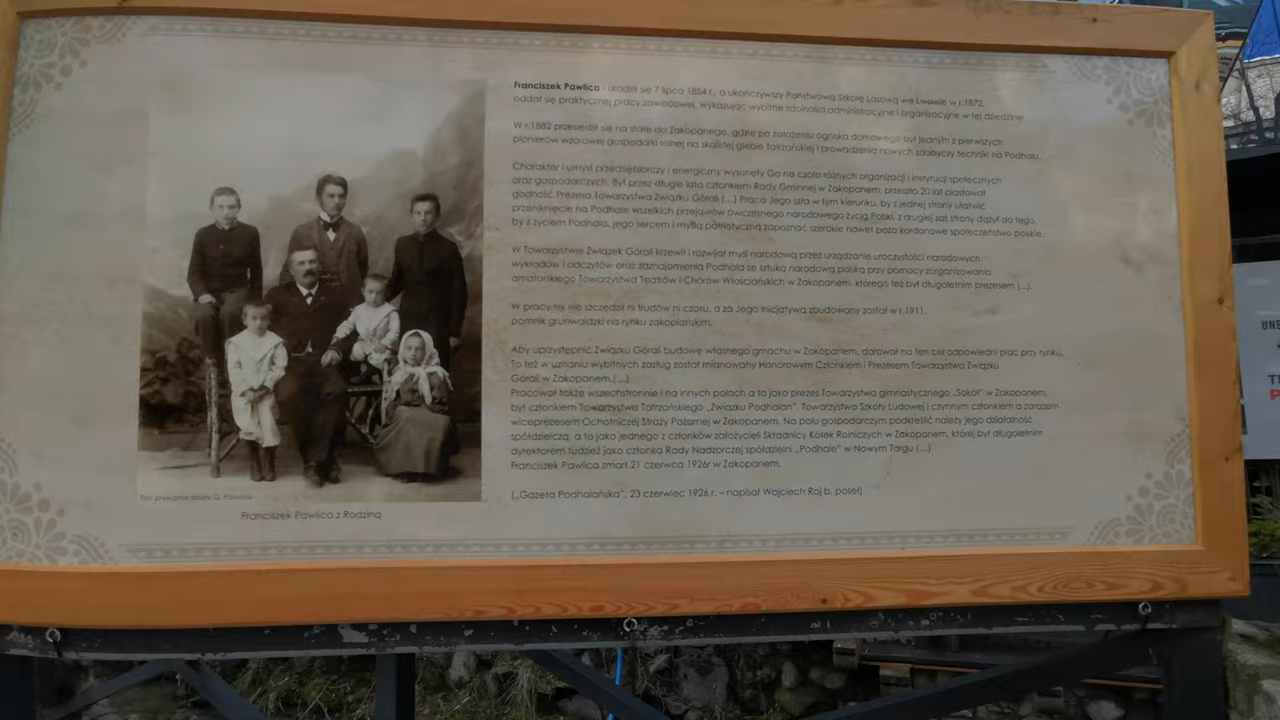 Franciszek Pawlica - urodził się 7 lipca 1854 r., a ukończywszy Państwową Szkołę Lasową we Lwowie w r.1872,
oddał się praktycznej pracy zawodowej, wykazując wybitne zdolności administracyjne i organizacyjne w tej dziedzinie
W r.1882 przesiedlił się na stałe do Zakopanego, gdzie po założeniu ogniska domowego był jednym z pierwszych
pionierów wzorowej gospodarki rolnej na skalistej glebie tatrzańskiej i prowadzenia nowych zdobyczy techniki na Podhalu.
Charakter i umysł przedsiębiorczy i energiczny wysunęły Go na czoło różnych organizacji i instytucji społecznych
oraz gospodarczych. Był przez długie lata członkiem Rady Gminnej w Zakopanem, przeszło 20 lat piastował
godność Prezesa Towarzystwa Związku Górali (...) Praca Jego szła w tym kierunku, by z jednej strony ułatwić
przeniknięcie na Podhale wszelkich przejawów ówczesnego narodowego życia Polski, z drugiej zaś strony dążył do tego,
by z życiem Podhala, jego sercem i myślą patriotyczną zapoznać szerokie nawet poza kordonowe społeczeństwo polskie.
W Towarzystwie Związek Górali krzewił i rozwijał myśl narodową przez urządzanie uroczystości narodowych,
wykładów i odczytów oraz zaznajomienia Podhala ze sztuką narodową polską przy pomocy zorganizowania
amatorskiego Towarzystwa Teatrów i Chórów Włościańskich w Zakopanem, którego też był długoletnim prezesem (...).
W pracy tej nie szczędził ni trudów ni czasu, a za Jego inicjatywą zbudowany został w r.1911,
pomnik grunwaldzki na rynku zakopiańskim.
Aby uprzystępnić Związku Górali budowę własnego gmachu w Zakopanem, darował na ten cel odpowiedni plac przy rynku.
To też w uznaniu wybitnych zasług został mianowany Honorowym Członkiem i Prezesem Towarzystwa Związku
Górali w Zakopanem.(...)
Pracował także wszechstronnie i na innych polach a to jako prezes Towarzystwa gimnastycznego „Sokół” w Zakopanem,
był członkiem Towarzystwa Tatrzańskiego „Związku Podhalan”, Towarzystwa Szkoły Ludowej i czynnym członkiem a zarazem
wiceprezesem Ochotniczej Straży Pożarnej w Zakopanem. Na polu gospodarczym podkreślić należy jego działalność
spółdzielczą, a to jako jednego z członków założycieli Składnicy Kółek Rolniczych w Zakopanem, której był długoletnim
dyrektorem tudzież jako członka Rady Nadzorczej spółdzielni „Podhale” w Nowym Targu (...)
Franciszek Pawlica zmarł 21 czerwca 1926r w Zakopanem.
(„Gazeta Podhalańska”, 23 czerwiec 1926 r. – napisał Wojciech Roj b. poseł)
Fot. prywatne zbiory G. Pawlica
Franciszek Pawlica z Rodziną